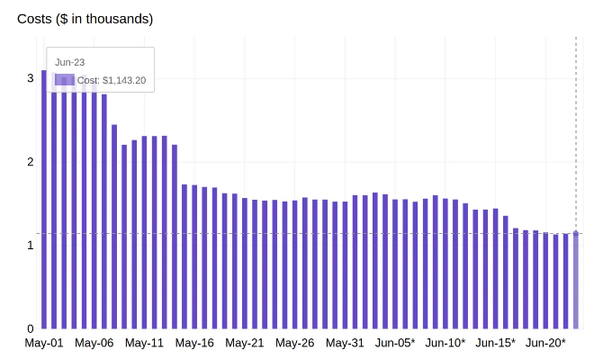 Costs ($ in thousands)
Jun-23
Cost: $1,143.20
3
2
1
0
May-01 May-06 May-11 May-16 May-21 May-26 May-31 Jun-05* Jun-10* Jun-15* Jun-20*